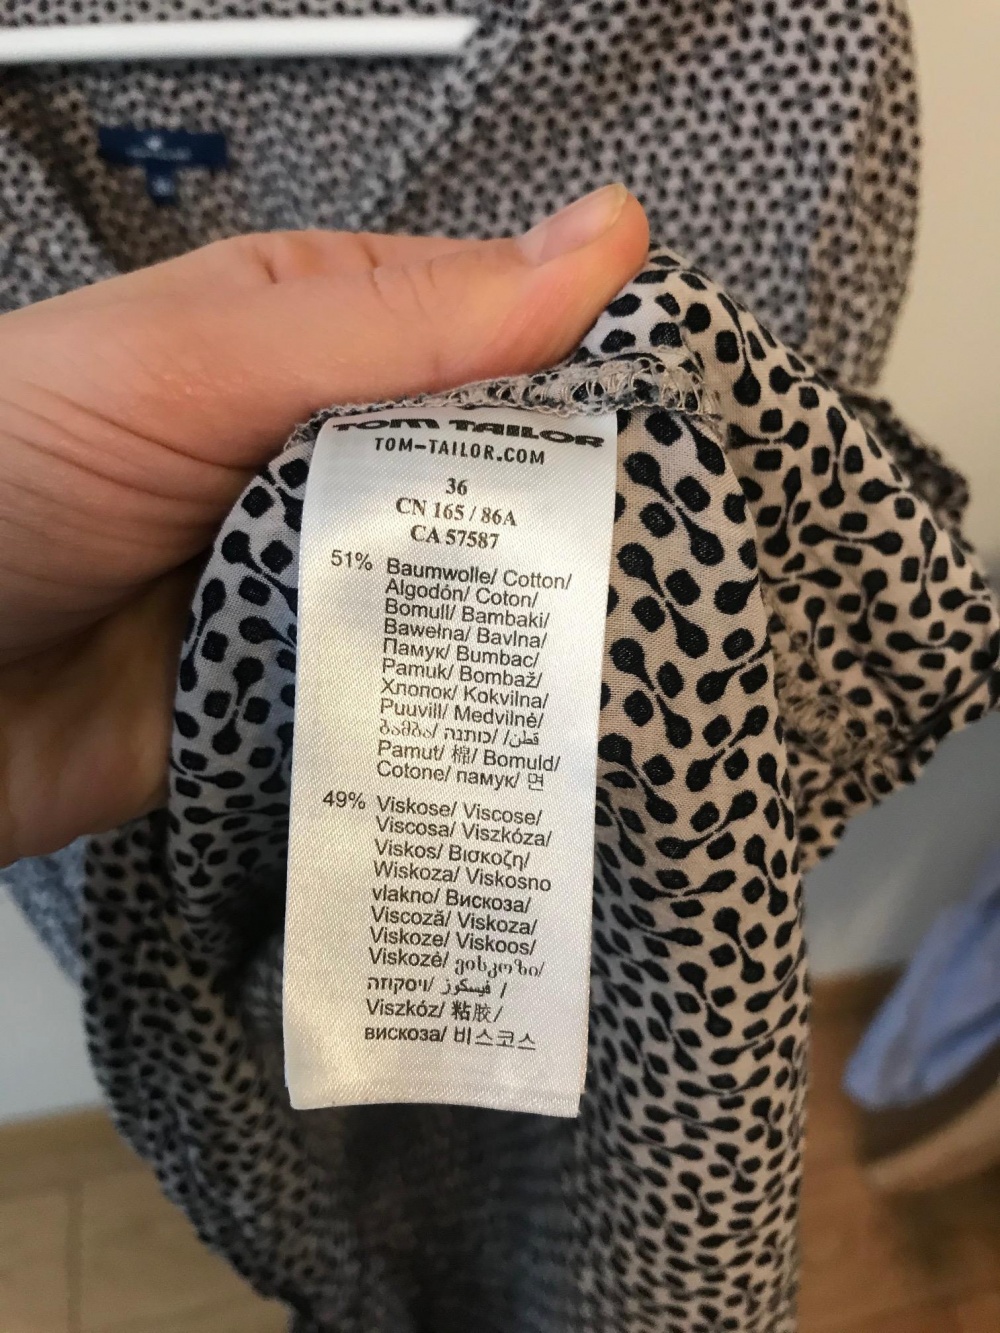 TOM TAILOR
TOM-TAILOR.COM
36
CN 165 / 86A
CA 57587
51% Baumwolle/ Cotton/
Algodón/ Coton/
Bomull/ Bambaki/
Bawełna/ Bavlna/
Памук/ Bumbac/
Pamuk/ Bombaž/
Хлопок/ Kokvilna/
Puuvill/ Medvilnė/
ბამბა/ כותנה/ قطن/
Pamut/ 棉/ Bomuld/
Cotone/ памук/ 면
49% Viskose/ Viscose/
Viscosa/ Viszkóza/
Viskos/ Βισκοζη/
Wiskoza/ Viskosno
vlakno/ Вискоза/
Viscoză/ Viskoza/
Viskoze/ Viskoos/
Viskozė/ ვისკოზი/
ויסקוזה/ فيسكوز /
Viszkóz/ 粘胶/
вискоза/ 비스코스